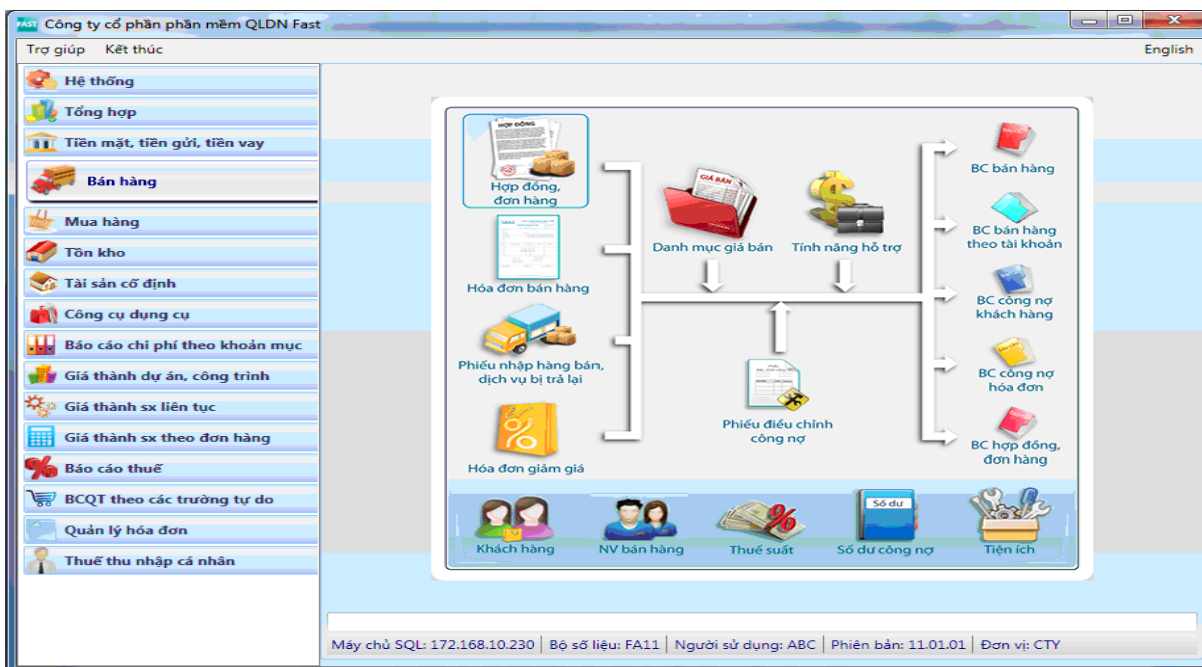 FAST Công ty cổ phần phần mềm QLDN Fast
Trợ giúp Kết thúc English
Hệ thống
Tổng hợp
Tiền mặt, tiền gửi, tiền vay
Bán hàng
Mua hàng
Tồn kho
Tài sản cố định
Công cụ dụng cụ
Báo cáo chi phí theo khoản mục
Giá thành dự án, công trình
Giá thành sx liên tục
Giá thành sx theo đơn hàng
Báo cáo thuế
BCQT theo các trường tự do
Quản lý hóa đơn
Thuế thu nhập cá nhân
HỢP ĐỒNG
Hợp đồng,
đơn hàng
Hóa đơn bán hàng
Phiếu nhập hàng bán,
dịch vụ bị trả lại
Hóa đơn giảm giá
GIÁ BÁN
Danh mục giá bán
Tính năng hỗ trợ
Phiếu điều chỉnh
công nợ
BC bán hàng
BC bán hàng
theo tài khoản
BC công nợ
khách hàng
BC công nợ
hóa đơn
BC hợp đồng,
đơn hàng
Khách hàng
NV bán hàng
Thuế suất
Số dư
Số dư công nợ
Tiện ích
Máy chủ SQL: 172.168.10.230 Bộ số liệu: FA11 Người sử dụng: ABC Phiên bản: 11.01.01 Đơn vị: CTY